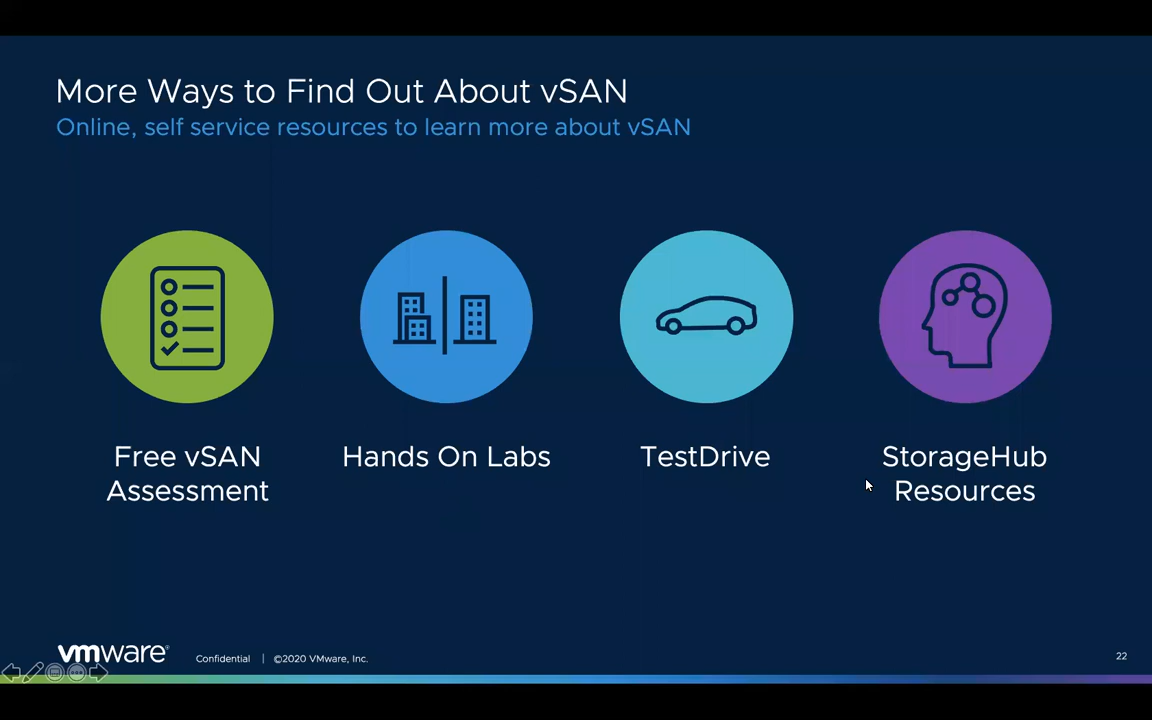 More Ways to Find Out About vSAN
Online, self service resources to learn more about vSAN
Free vSAN
Assessment
Hands On Labs
TestDrive
StorageHub
Resources
vmware®
Confidential | ©2020 VMware, Inc.
22